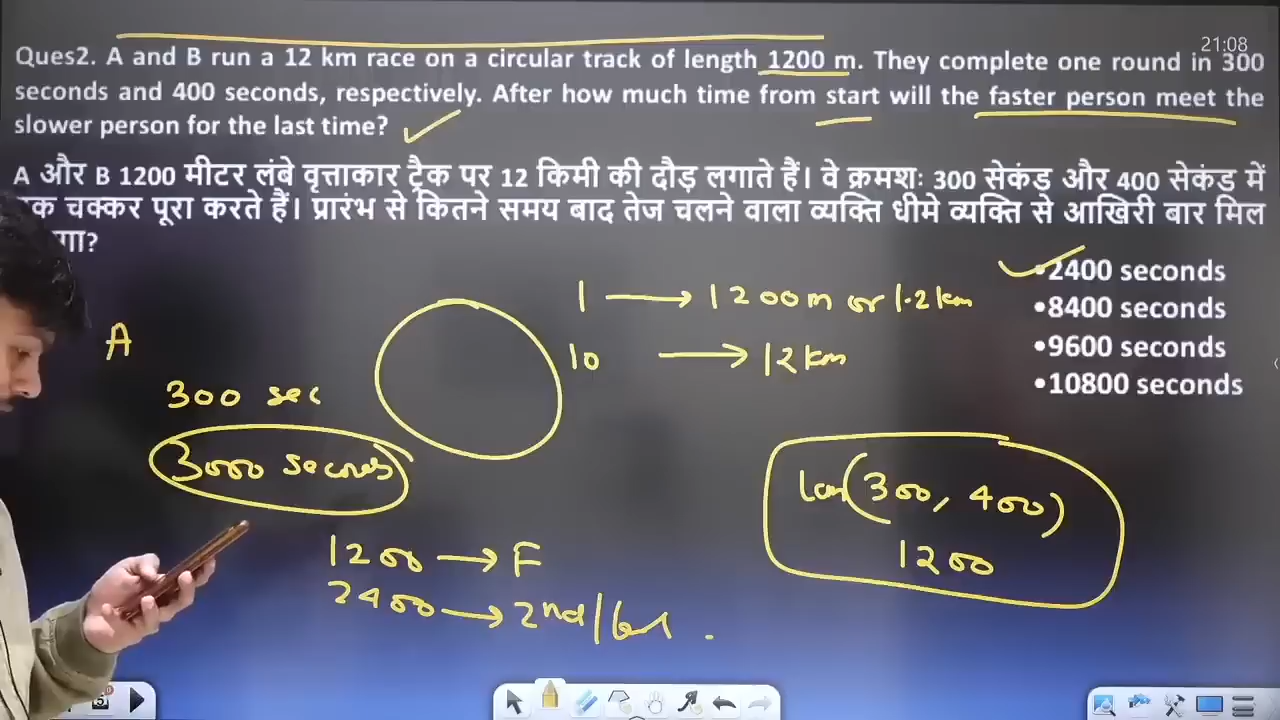 21:08
Ques2. A and B run a 12 km race on a circular track of length 1200 m. They complete one round in 300
seconds and 400 seconds, respectively. After how much time from start will the faster person meet the
slower person for the last time?
A और B 1200 मीटर लंबे वृत्ताकार ट्रैक पर 12 किमी की दौड़ लगाते हैं। वे क्रमशः 300 सेकंड और 400 सेकंड में
चक्कर पूरा करते हैं। प्रारंभ से कितने समय बाद तेज चलने वाला व्यक्ति धीमे व्यक्ति से आखिरी बार मिल
•2400 seconds
•8400 seconds
•9600 seconds
•10800 seconds
1 → 1200m or 1.2km
10 → 12km
A
300 sec
3000 seconds
lcm(300, 400)
1200
1200 → F
2400 → 2nd/